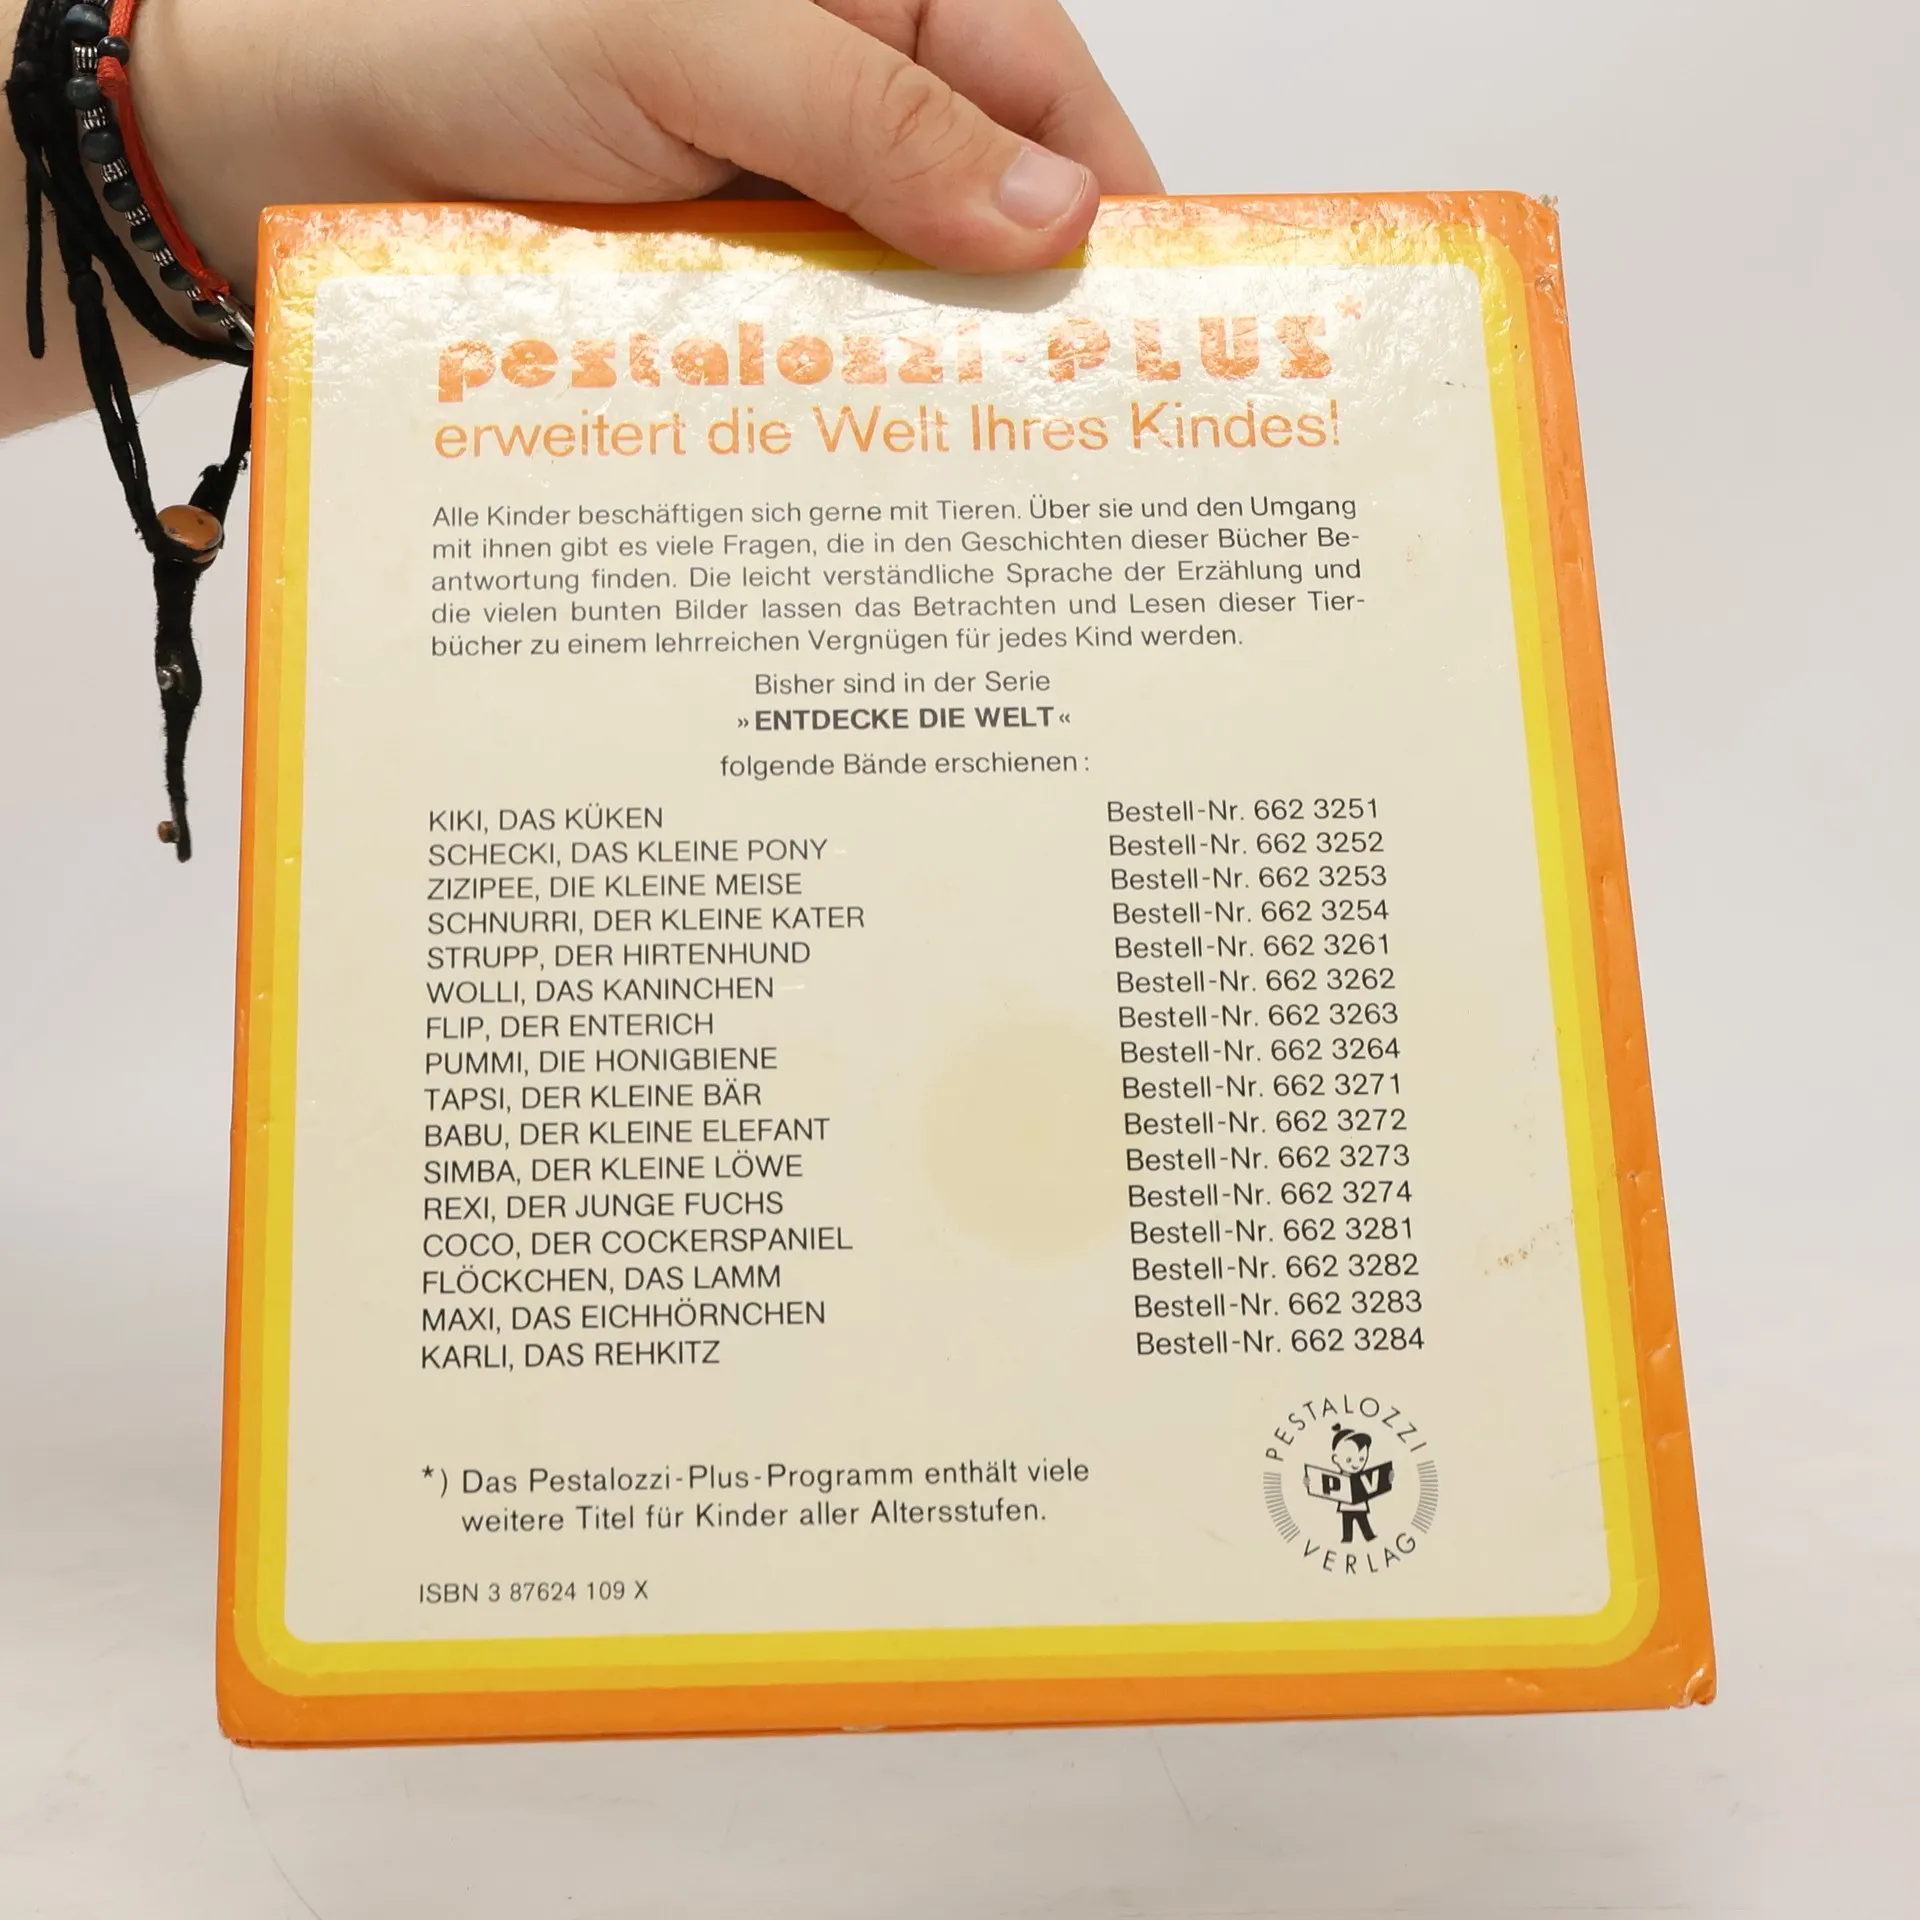 pestalozzi-PLUS*
erweitert die Welt Ihres Kindes!
Alle Kinder beschäftigen sich gerne mit Tieren. Über sie und den Umgang
mit ihnen gibt es viele Fragen, die in den Geschichten dieser Bücher Be-
antwortung finden. Die leicht verständliche Sprache der Erzählung und
die vielen bunten Bilder lassen das Betrachten und Lesen dieser Tier-
bücher zu einem lehrreichen Vergnügen für jedes Kind werden.
Bisher sind in der Serie
»ENTDECKE DIE WELT«
folgende Bände erschienen:
KIKI, DAS KÜKEN Bestell-Nr. 662 3251
SCHECKI, DAS KLEINE PONY Bestell-Nr. 662 3252
ZIZIPEE, DIE KLEINE MEISE Bestell-Nr. 662 3253
SCHNURRI, DER KLEINE KATER Bestell-Nr. 662 3254
STRUPP, DER HIRTENHUND Bestell-Nr. 662 3261
WOLLI, DAS KANINCHEN Bestell-Nr. 662 3262
FLIP, DER ENTERICH Bestell-Nr. 662 3263
PUMMI, DIE HONIGBIENE Bestell-Nr. 662 3264
TAPSI, DER KLEINE BÄR Bestell-Nr. 662 3271
BABU, DER KLEINE ELEFANT Bestell-Nr. 662 3272
SIMBA, DER KLEINE LÖWE Bestell-Nr. 662 3273
REXI, DER JUNGE FUCHS Bestell-Nr. 662 3274
COCO, DER COCKERSPANIEL Bestell-Nr. 662 3281
FLÖCKCHEN, DAS LAMM Bestell-Nr. 662 3282
MAXI, DAS EICHHÖRNCHEN Bestell-Nr. 662 3283
KARLI, DAS REHKITZ Bestell-Nr. 662 3284
*) Das Pestalozzi-Plus-Programm enthält viele
weitere Titel für Kinder aller Altersstufen.
PESTALOZZI
PV
VERLAG
ISBN 3 87624 109 X